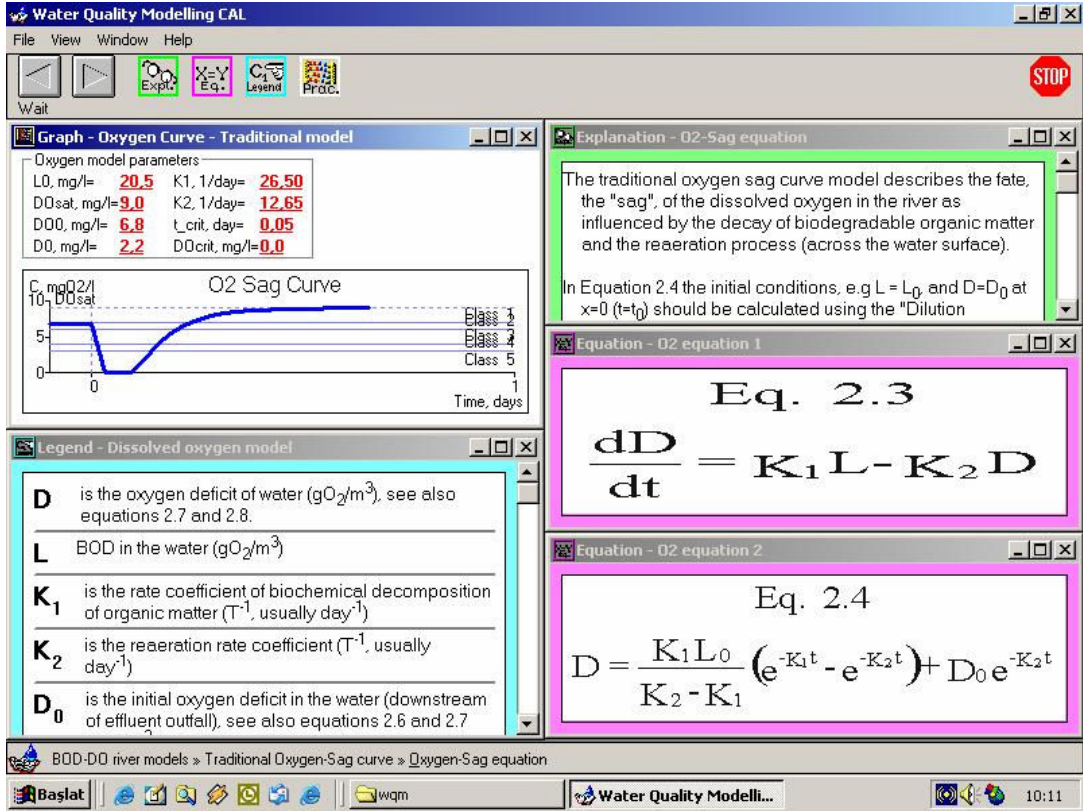 Water Quality Modelling CAL
File View Window Help
Expt. X=Y Eq. C₁ Legend Prac. STOP
Wait
Graph - Oxygen Curve - Traditional model
Oxygen model parameters
L0, mg/l= 20,5 K1, 1/day= 26,50
DOsat, mg/l= 9,0 K2, 1/day= 12,65
DO0, mg/l= 6,8 t_crit, day= 0,05
D0, mg/l= 2,2 DOcrit, mg/l= 0,0
O2 Sag Curve
C, mgO2/l
10 DOsat
Class 1
Class 2
5
Class 3
Class 4
Class 5
0
0 1
Time, days
Legend - Dissolved oxygen model
D is the oxygen deficit of water (gO₂/m³), see also
equations 2.7 and 2.8.
L BOD in the water (gO₂/m³)
K₁ is the rate coefficient of biochemical decomposition
of organic matter (T⁻¹, usually day⁻¹)
K₂ is the reaeration rate coefficient (T⁻¹, usually
day⁻¹)
D₀ is the initial oxygen deficit in the water (downstream
of effluent outfall), see also equations 2.6 and 2.7
Explanation - O2-Sag equation
The traditional oxygen sag curve model describes the fate,
the "sag", of the dissolved oxygen in the river as
influenced by the decay of biodegradable organic matter
and the reaeration process (across the water surface).
In Equation 2.4 the initial conditions, e.g L = L₀, and D=D₀ at
x=0 (t=t₀) should be calculated using the "Dilution
Equation - O2 equation 1
Eq. 2.3
dD/dt = K₁L - K₂D
Equation - O2 equation 2
Eq. 2.4
D = K₁L₀/(K₂ - K₁) (e^-K₁t - e^-K₂t) + D₀e^-K₂t
BOD-DO river models » Traditional Oxygen-Sag curve » Oxygen-Sag equation
Başlat wqm Water Quality Modelli... 10:11